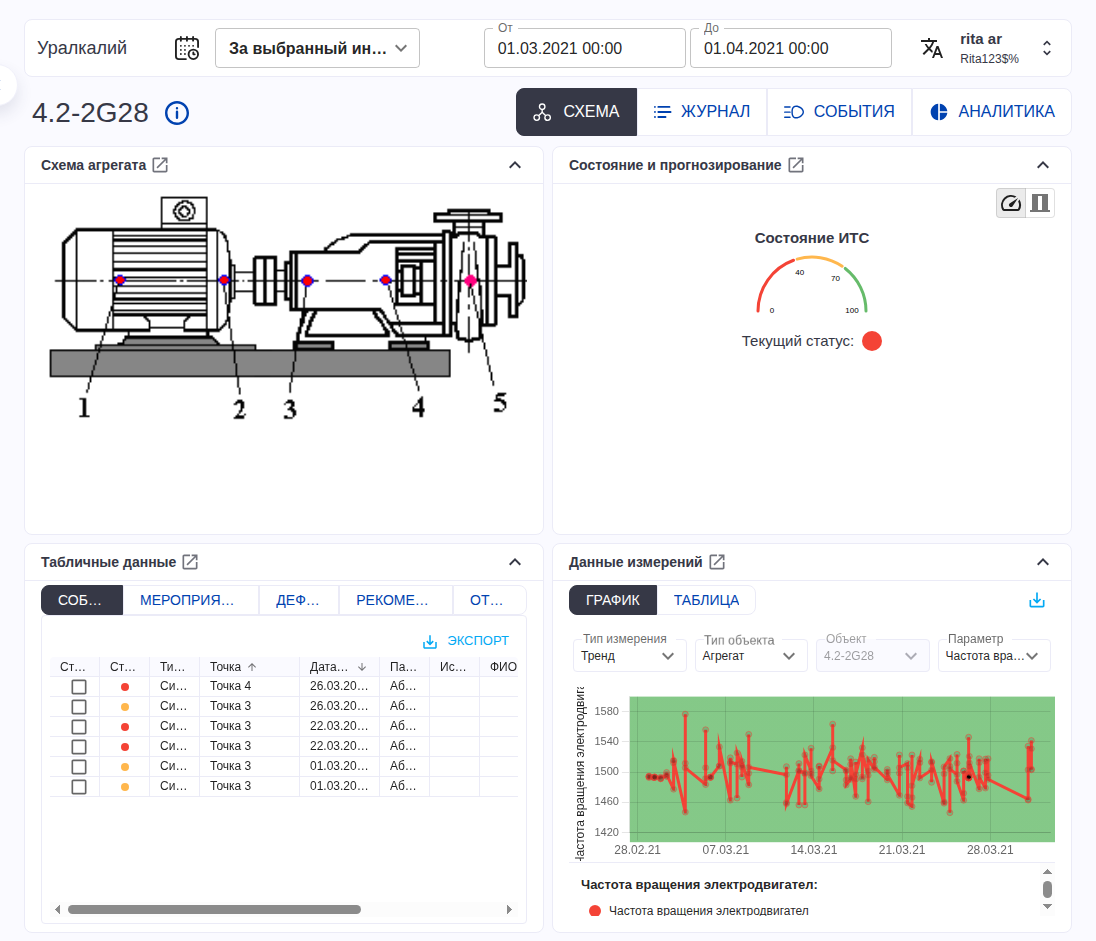 Уралкалий
За выбранный ин…
От
01.03.2021 00:00
До
01.04.2021 00:00
rita ar
Rita123$%
4.2-2G28
СХЕМА
ЖУРНАЛ
СОБЫТИЯ
АНАЛИТИКА
Схема агрегата
1
2
3
4
5
Состояние и прогнозирование
Состояние ИТС
0
40
70
100
Текущий статус:
Табличные данные
СОБ…
МЕРОПРИЯ…
ДЕФ…
РЕКОМЕ…
ОТ…
ЭКСПОРТ
Ст… Ст… Ти… Точка Дата… Па… Ис… ФИО
Си… Точка 4 26.03.20… Аб…
Си… Точка 3 26.03.20… Аб…
Си… Точка 3 22.03.20… Аб…
Си… Точка 3 22.03.20… Аб…
Си… Точка 3 01.03.20… Аб…
Си… Точка 3 01.03.20… Аб…
Данные измерений
ГРАФИК
ТАБЛИЦА
Тип измерения
Тренд
Тип объекта
Агрегат
Объект
4.2-2G28
Параметр
Частота вра…
Частота вращения электродвига
1580
1540
1500
1460
1420
28.02.21 07.03.21 14.03.21 21.03.21 28.03.21
Частота вращения электродвигател:
Частота вращения электродвигател